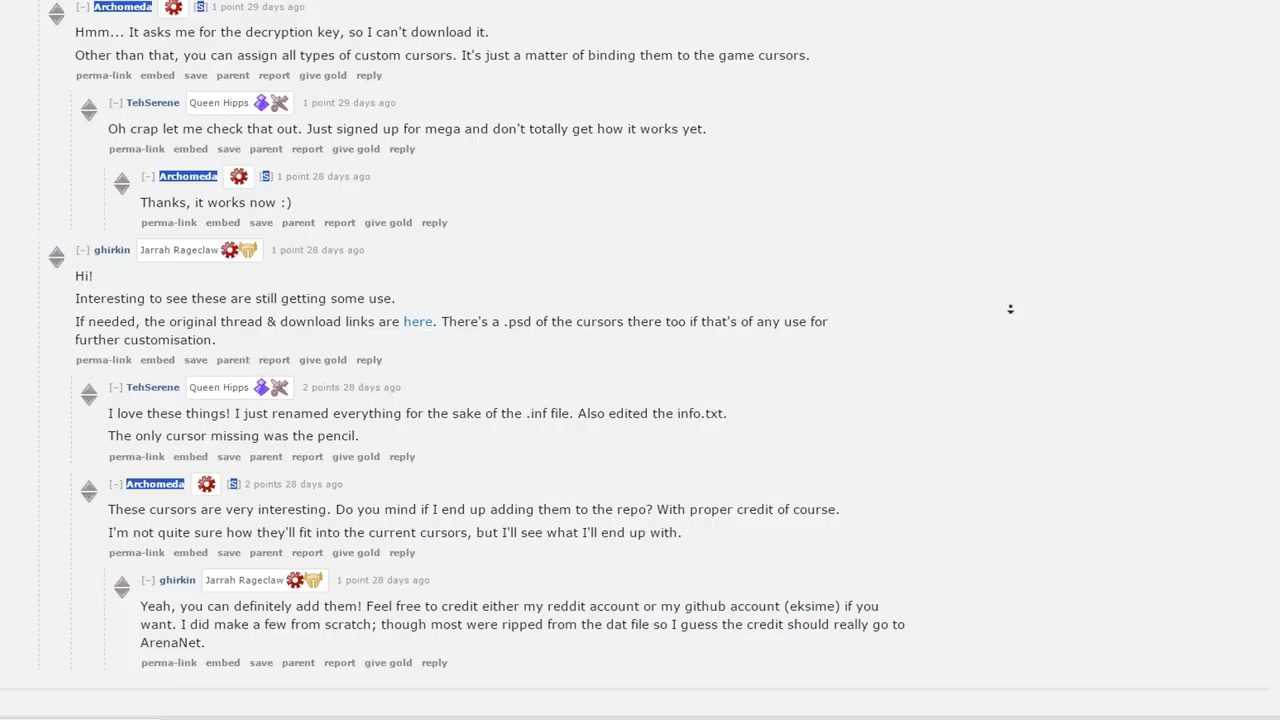 [-] Archomeda [S] 1 point 29 days ago
Hmm... It asks me for the decryption key, so I can't download it.
Other than that, you can assign all types of custom cursors. It's just a matter of binding them to the game cursors.
perma-link embed save parent report give gold reply
[-] TehSerene Queen Hipps 1 point 29 days ago
Oh crap let me check that out. Just signed up for mega and don't totally get how it works yet.
perma-link embed save parent report give gold reply
[-] Archomeda [S] 1 point 28 days ago
Thanks, it works now :)
perma-link embed save parent report give gold reply
[-] ghirkin Jarrah Rageclaw 1 point 28 days ago
Hi!
Interesting to see these are still getting some use.
If needed, the original thread & download links are here. There's a .psd of the cursors there too if that's of any use for
further customisation.
perma-link embed save parent report give gold reply
[-] TehSerene Queen Hipps 2 points 28 days ago
I love these things! I just renamed everything for the sake of the .inf file. Also edited the info.txt.
The only cursor missing was the pencil.
perma-link embed save parent report give gold reply
[-] Archomeda [S] 2 points 28 days ago
These cursors are very interesting. Do you mind if I end up adding them to the repo? With proper credit of course.
I'm not quite sure how they'll fit into the current cursors, but I'll see what I'll end up with.
perma-link embed save parent report give gold reply
[-] ghirkin Jarrah Rageclaw 1 point 28 days ago
Yeah, you can definitely add them! Feel free to credit either my reddit account or my github account (eksime) if you
want. I did make a few from scratch; though most were ripped from the dat file so I guess the credit should really go to
ArenaNet.
perma-link embed save parent report give gold reply